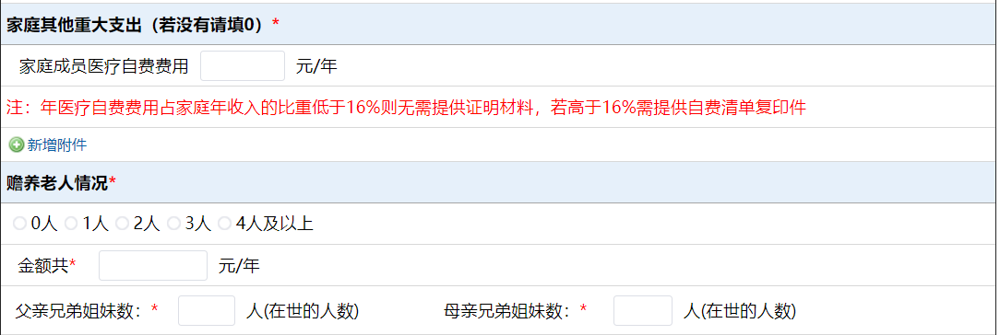 家庭其他重大支出（若没有请填0）*
家庭成员医疗自费费用 元/年
注：年医疗自费费用占家庭年收入的比重低于16%则无需提供证明材料，若高于16%需提供自费清单复印件
新增附件
赡养老人情况*
0人 1人 2人 3人 4人及以上
金额共* 元/年
父亲兄弟姐妹数：* 人(在世的人数) 母亲兄弟姐妹数：* 人(在世的人数)